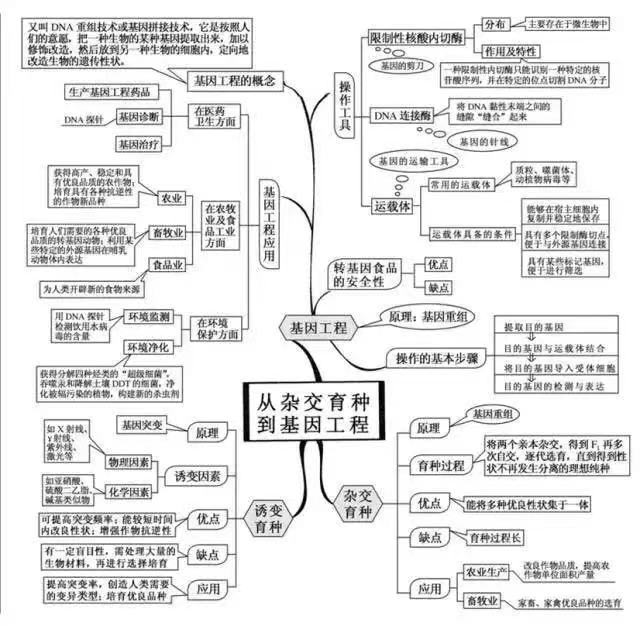 又叫 DNA 重组技术或基因拼接技术，它是按照人
们的意愿，把一种生物的某种基因提取出来，加以
修饰改造，然后放到另一种生物的细胞内，定向地
改造生物的遗传性状。
基因工程的概念
生产基因工程药品
DNA 探针
基因诊断
基因治疗
在医药
卫生方面
获得高产、稳定和具
有优良品质的农作物；
培育具有各种抗逆性
的作物新品种
农业
培育人们需要的各种优良
品质的转基因动物；利用某
些特定的外源基因在哺乳
动物体内表达
畜牧业
食品业
为人类开辟新的食物来源
在农牧
业及食
品工业
方面
用 DNA 探针
检测饮用水病
毒的含量
环境监测
环境净化
在环境
保护方面
获得分解四种烃类的“超级细菌”。
吞噬汞和降解土壤 DDT 的细菌，净
化被镉污染的植物，构建新的杀虫剂
基因工程应用
操作工具
限制性核酸内切酶
分布
主要存在于微生物中
作用及特性
基因的剪刀
一种限制性内切酶只能识别一种特定的核
苷酸序列，并在特定的位点切割 DNA 分子
DNA 连接酶
将 DNA 黏性末端之间的
缝隙“缝合”起来
基因的针线
基因的运输工具
运载体
常用的运载体
质粒、噬菌体、
动植物病毒等
运载体具备的条件
能够在宿主细胞内
复制并稳定地保存
具有多个限制酶切点，
便于与外源基因连接
具有某些标记基因，
便于进行筛选
转基因食品
的安全性
优点
缺点
基因工程
原理：基因重组
操作的基本步骤
提取目的基因
目的基因与运载体结合
将目的基因导入受体细胞
目的基因的检测与表达
从杂交育种
到基因工程
诱变
育种
基因突变
原理
如 X 射线、
γ射线、
紫外线、
激光等
物理因素
如亚硝酸、
硫酸二乙脂、
碱基类似物
化学因素
诱变因素
可提高突变频率；能较短时间
内改良性状；增强作物抗逆性
优点
有一定盲目性，需处理大量的
生物材料，再进行选择培育
缺点
提高突变率，创造人类需要
的变异类型；培育优良品种
应用
杂交
育种
原理
基因重组
育种过程
将两个亲本杂交，得到 F₁ 再多
次自交，逐代选育，直到得到性
状不再发生分离的理想纯种
优点
能将多种优良性状集于一体
缺点
育种过程长
应用
农业生产
改良作物品质，提高农
作物单位面积产量
畜牧业
家畜、家禽优良品种的选育